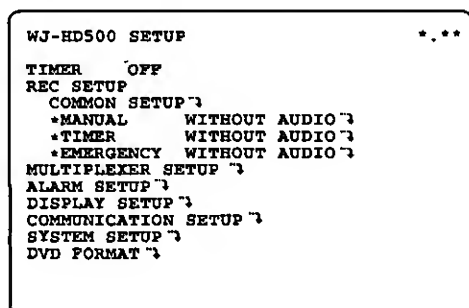 WJ-HD500 SETUP *.**
TIMER OFF
REC SETUP
COMMON SETUP
*MANUAL WITHOUT AUDIO
*TIMER WITHOUT AUDIO
*EMERGENCY WITHOUT AUDIO
MULTIPLEXER SETUP
ALARM SETUP
DISPLAY SETUP
COMMUNICATION SETUP
SYSTEM SETUP
DVD FORMAT